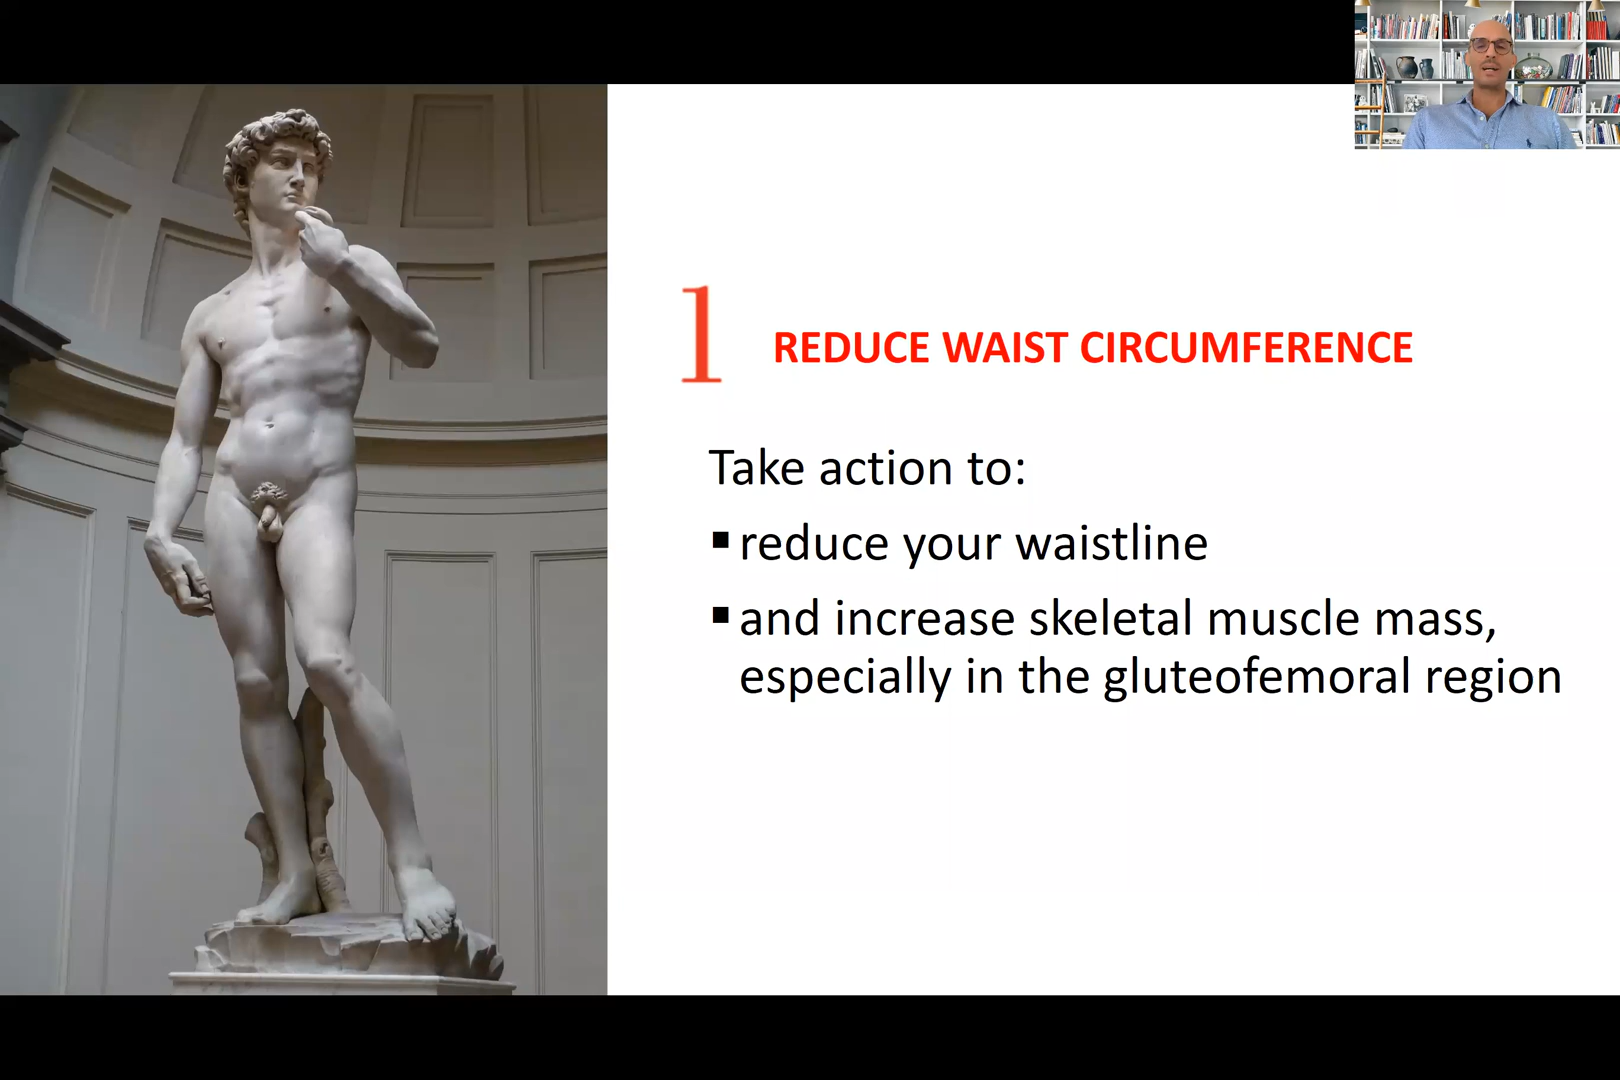 1 REDUCE WAIST CIRCUMFERENCE
Take action to:
▪ reduce your waistline
▪ and increase skeletal muscle mass,
especially in the gluteofemoral region